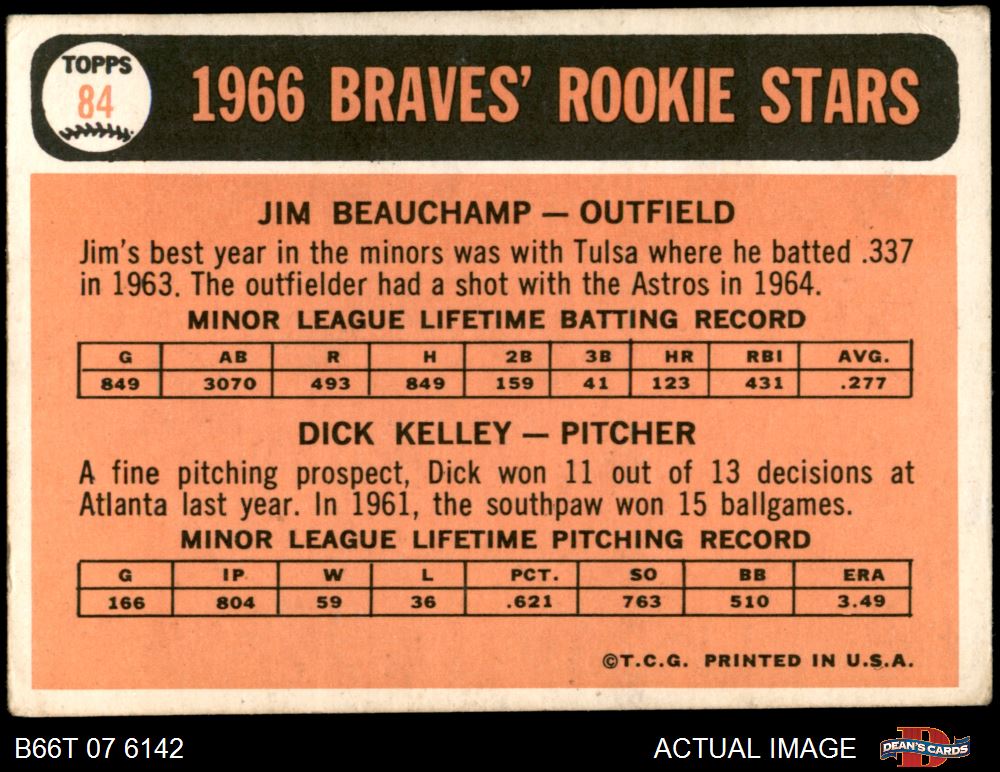 TOPPS
84
1966 BRAVES' ROOKIE STARS
JIM BEAUCHAMP — OUTFIELD
Jim's best year in the minors was with Tulsa where he batted .337
in 1963. The outfielder had a shot with the Astros in 1964.
MINOR LEAGUE LIFETIME BATTING RECORD
G AB R H 2B 3B HR RBI AVG.
849 3070 493 849 159 41 123 431 .277
DICK KELLEY — PITCHER
A fine pitching prospect, Dick won 11 out of 13 decisions at
Atlanta last year. In 1961, the southpaw won 15 ballgames.
MINOR LEAGUE LIFETIME PITCHING RECORD
G IP W L PCT. SO BB ERA
166 804 59 36 .621 763 510 3.49
©T.C.G. PRINTED IN U.S.A.
B66T 07 6142 ACTUAL IMAGE D DEAN'S CARDS